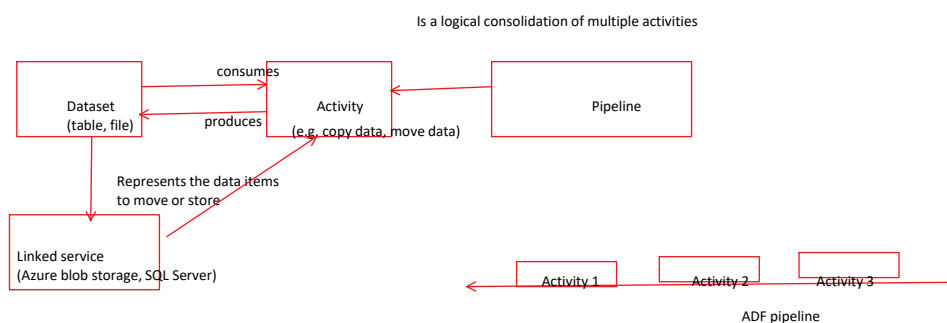 Is a logical consolidation of multiple activities
consumes
Dataset
(table, file)
Activity
(e.g. copy data, move data)
Pipeline
produces
Represents the data items
to move or store
Linked service
(Azure blob storage, SQL Server)
Activity 1
Activity 2
Activity 3
ADF pipeline